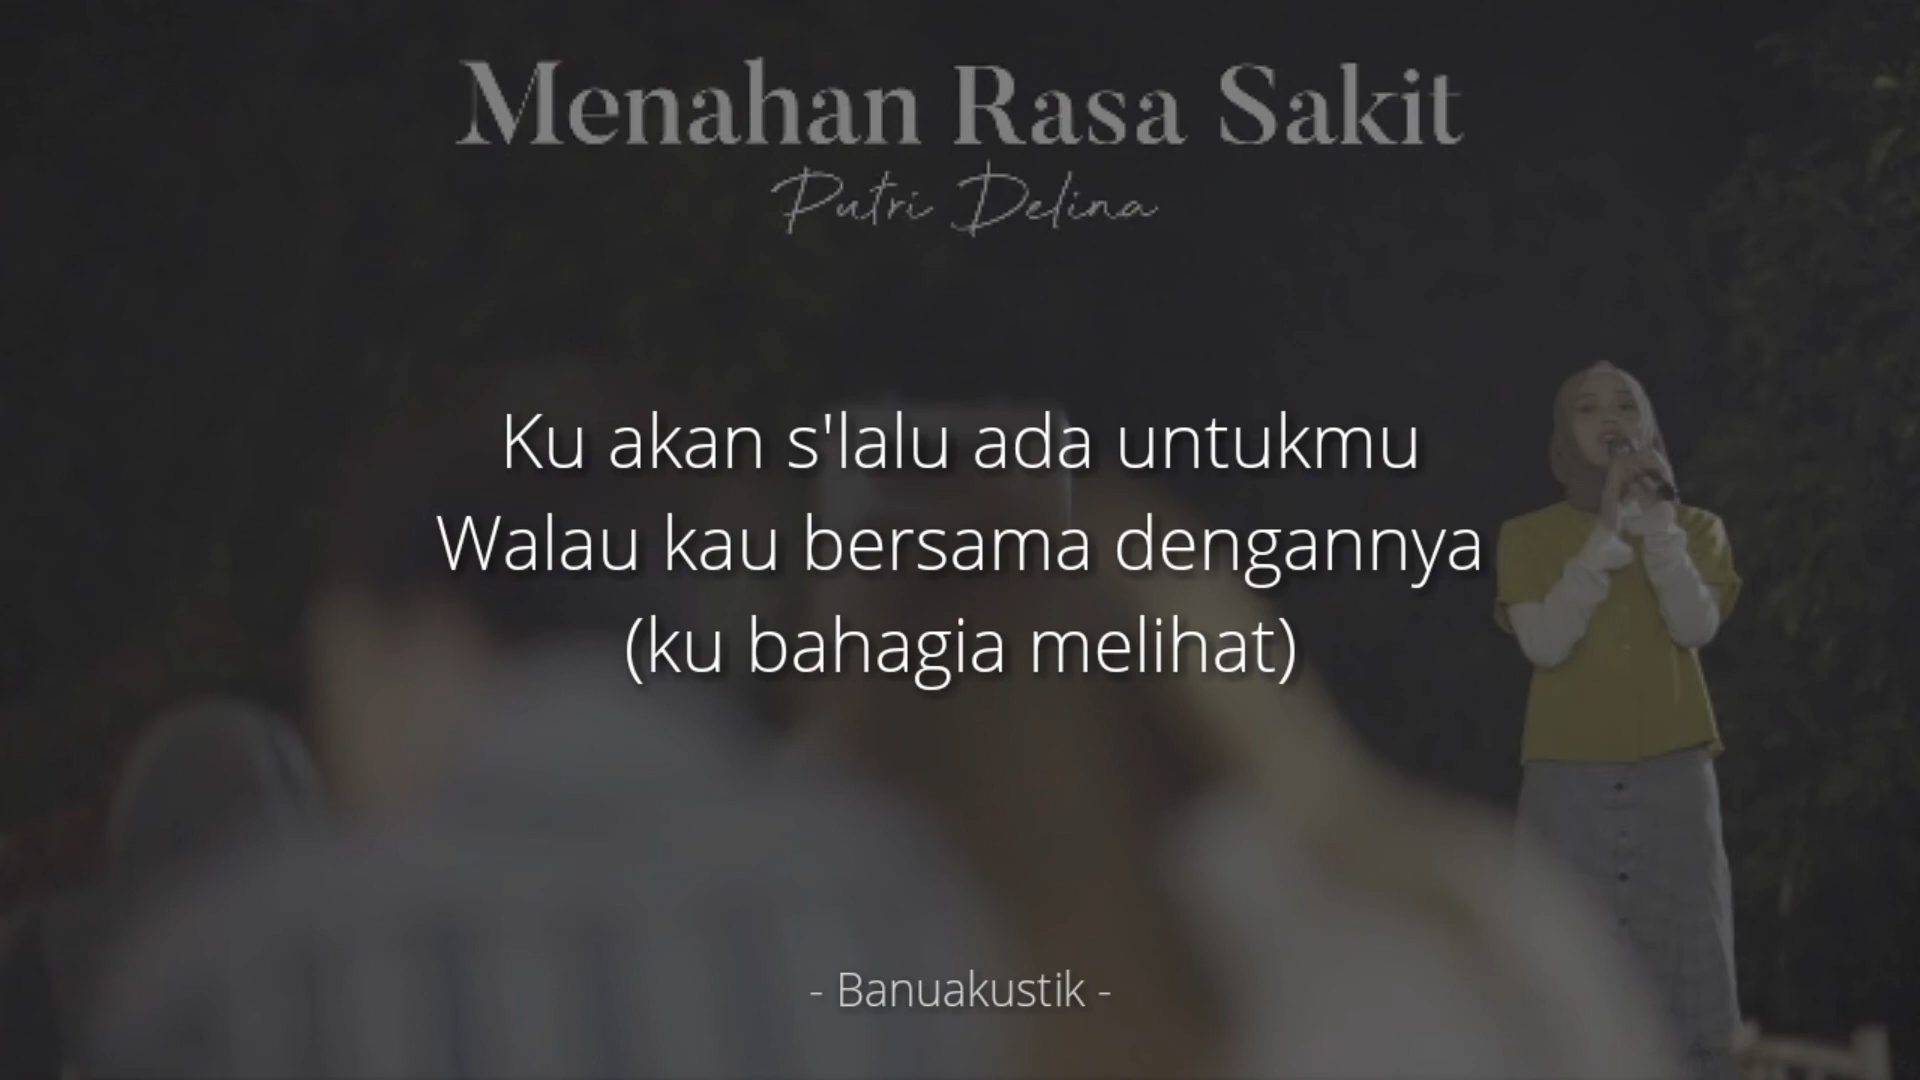 Menahan Rasa Sakit
Putri Delina
Ku akan s'lalu ada untukmu
Walau kau bersama dengannya
(ku bahagia melihat)
- Banuakustik -